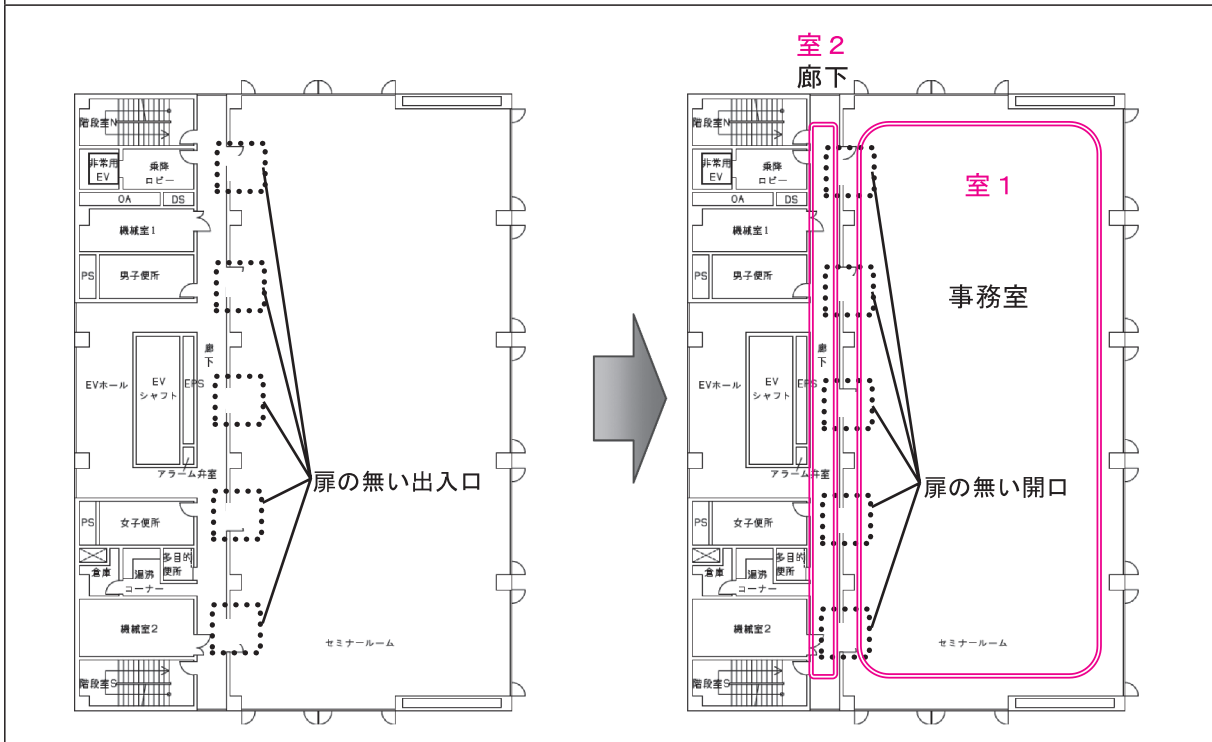 階段室N
非常用
EV
乗降
ロビー
OA
DS
機械室1
PS
男子便所
廊
下
EVホール
EV
シャフト
EPS
アラーム弁室
扉の無い出入口
PS
女子便所
倉庫
湯沸
コーナー
多目的
便所
機械室2
セミナールーム
階段室S
室2
廊下
階段室N
非常用
EV
乗降
ロビー
OA
DS
室1
機械室1
PS
男子便所
事務室
廊
下
EVホール
EV
シャフト
EPS
アラーム弁室
扉の無い開口
PS
女子便所
倉庫
湯沸
コーナー
多目的
便所
機械室2
セミナールーム
階段室S